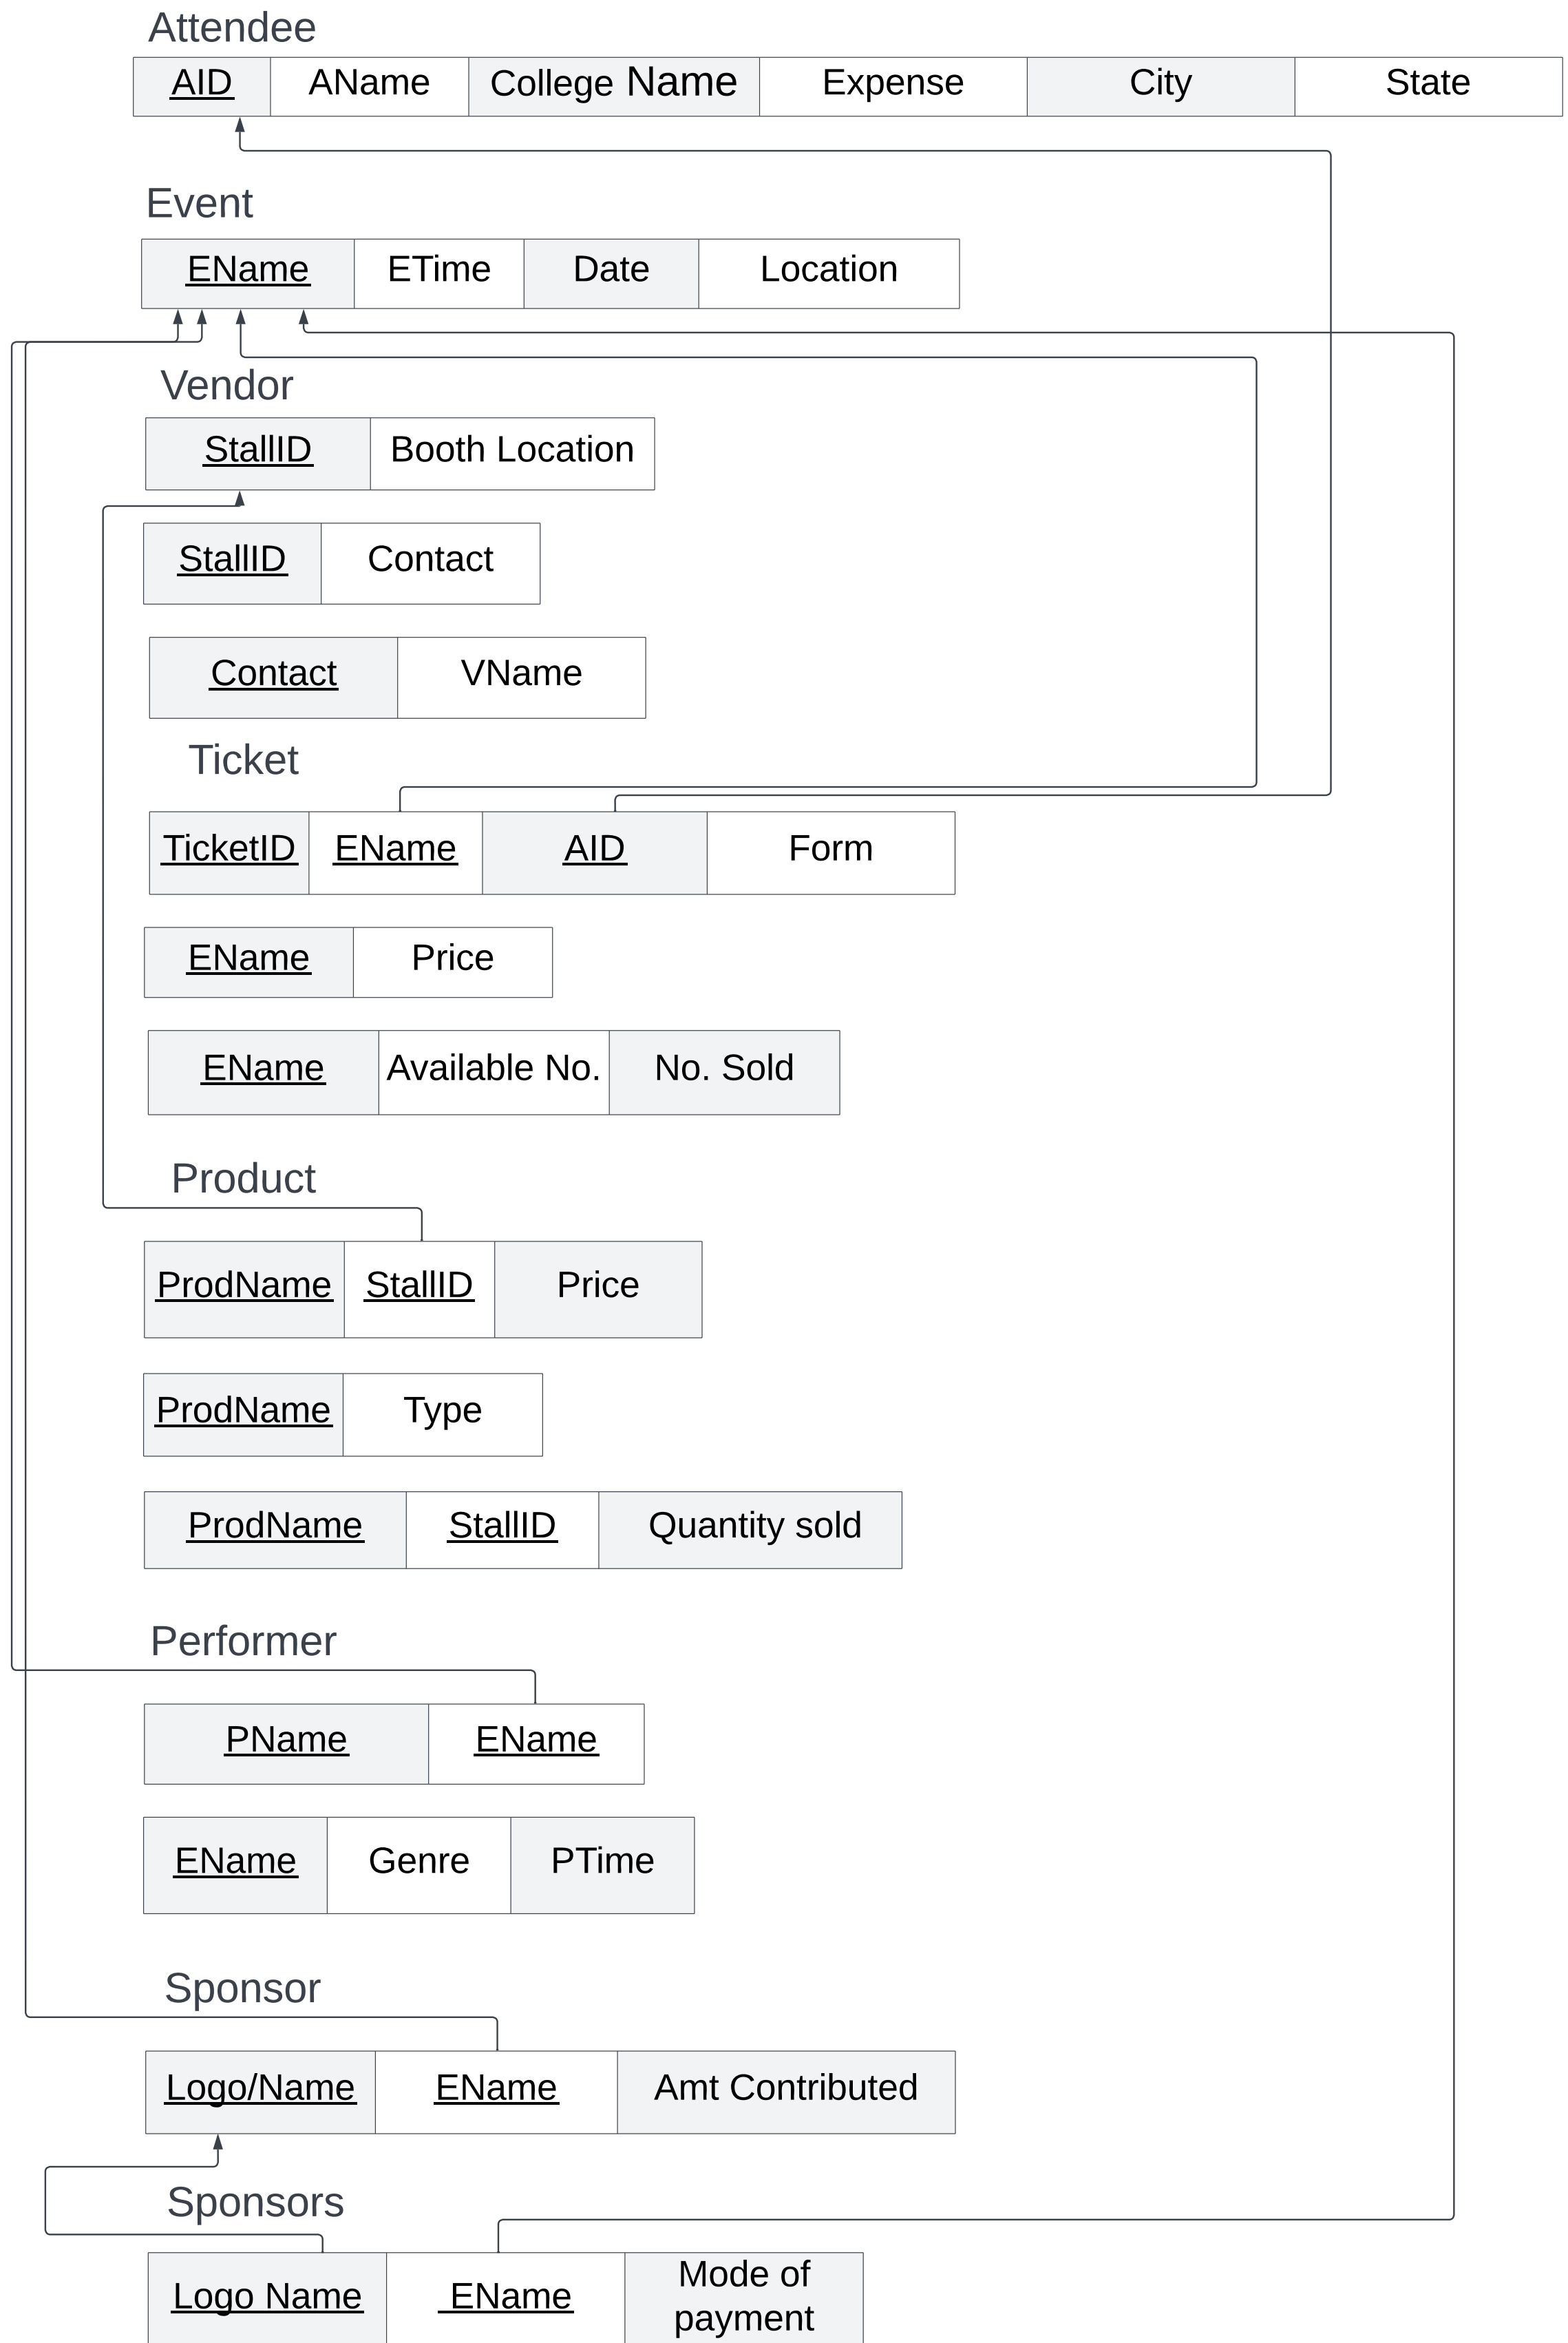 Attendee
AID AName College Name Expense City State
Event
EName ETime Date Location
Vendor
StallID Booth Location
StallID Contact
Contact VName
Ticket
TicketID EName AID Form
EName Price
EName Available No. No. Sold
Product
ProdName StallID Price
ProdName Type
ProdName StallID Quantity sold
Performer
PName EName
EName Genre PTime
Sponsor
Logo/Name EName Amt Contributed
Sponsors
Logo Name EName Mode of
payment